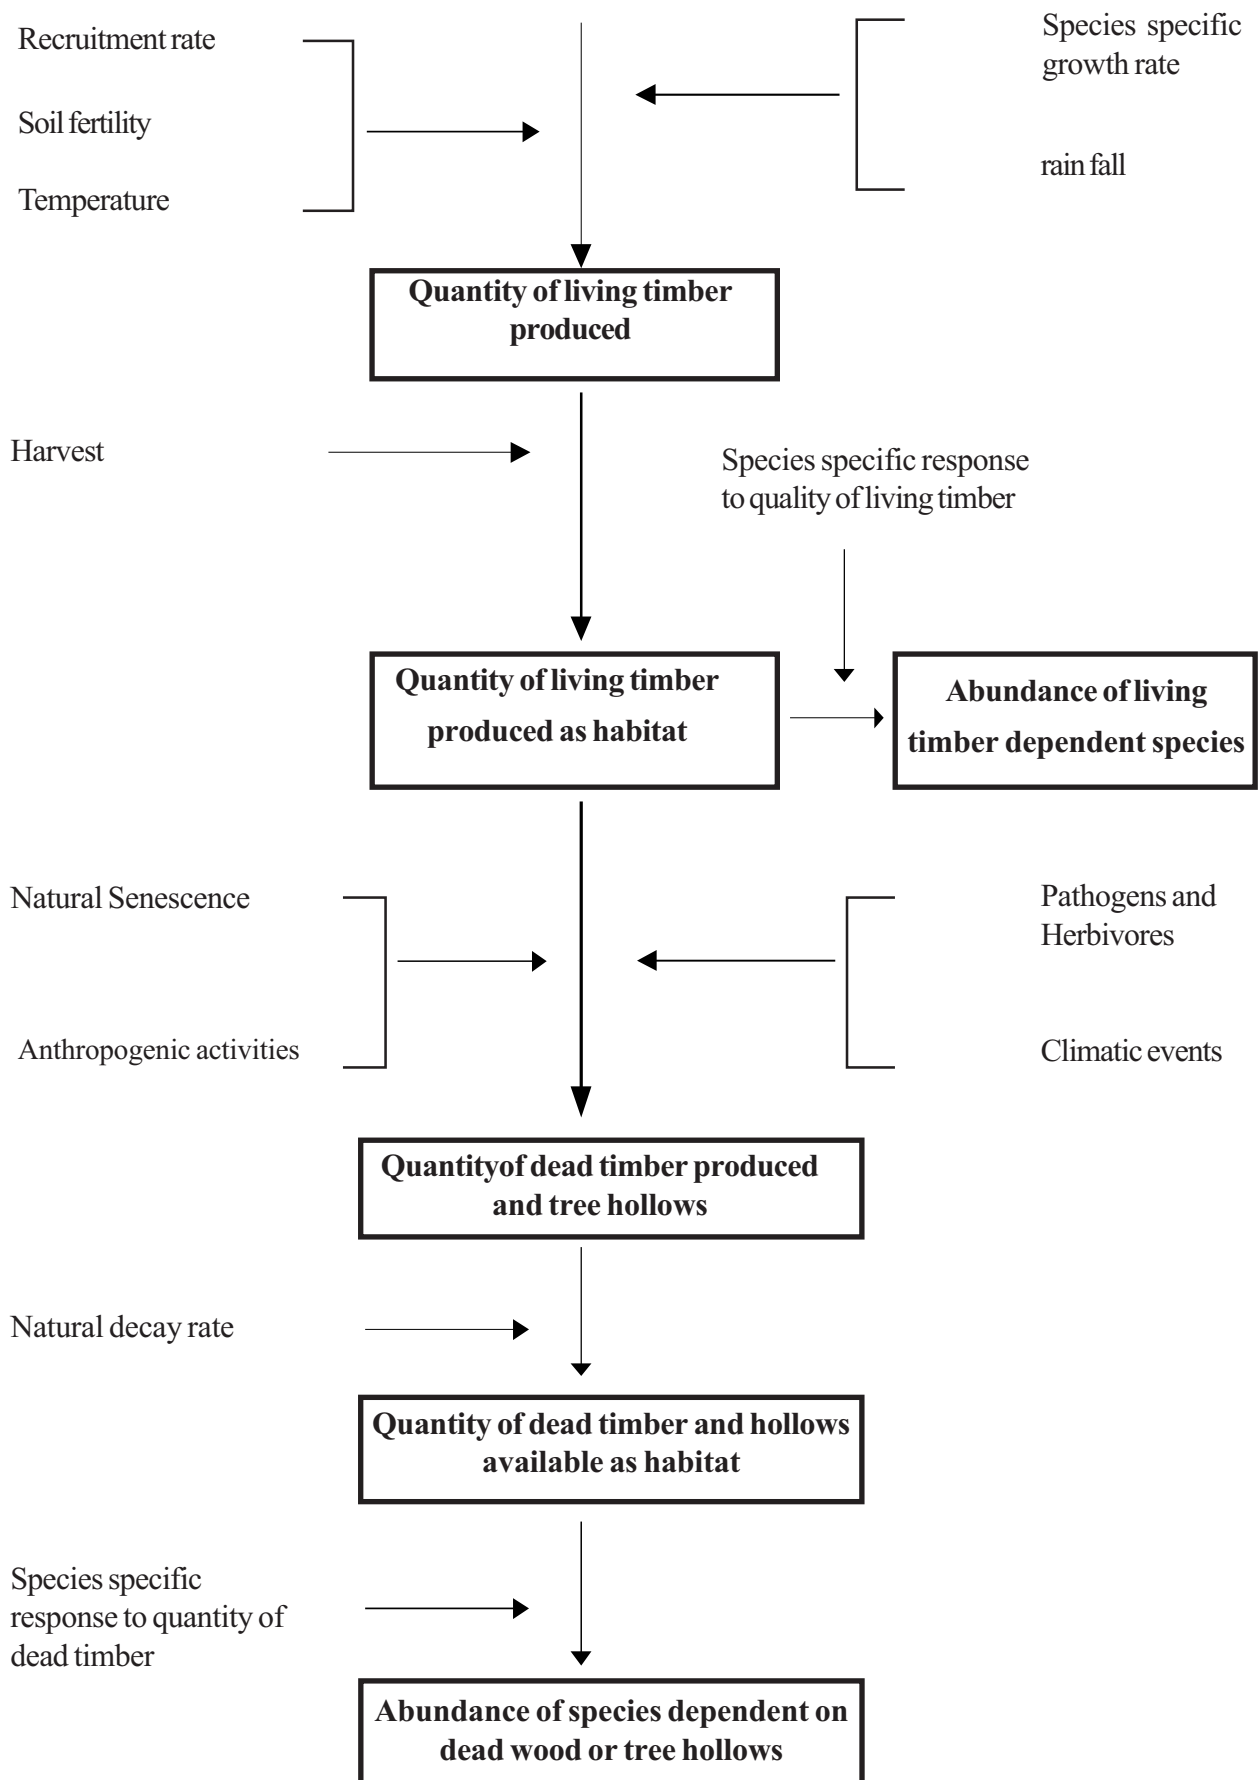 Recruitment rate
Soil fertility
Temperature
Species specific
growth rate
rain fall
Quantity of living timber
produced
Harvest
Species specific response
to quality of living timber
Quantity of living timber
produced as habitat
Abundance of living
timber dependent species
Natural Senescence
Anthropogenic activities
Pathogens and
Herbivores
Climatic events
Quantityof dead timber produced
and tree hollows
Natural decay rate
Quantity of dead timber and hollows
available as habitat
Species specific
response to quantity of
dead timber
Abundance of species dependent on
dead wood or tree hollows